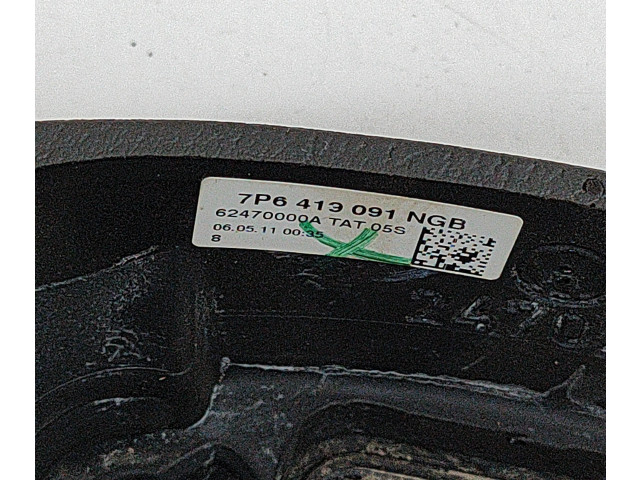 7P6 419 091 NGB
62470000A TAT 05S
06.05.11 00:35
8